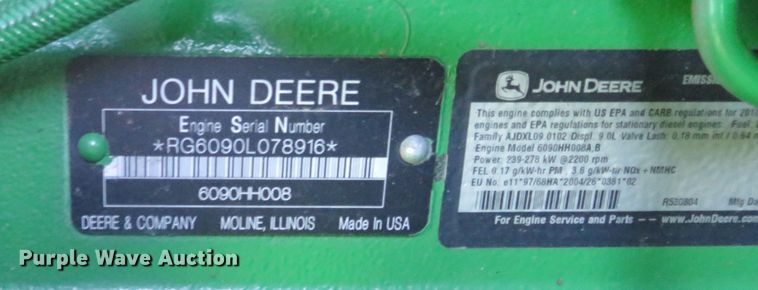 JOHN DEERE
Engine Serial Number
*RG6090L078916*
6090HH008
DEERE & COMPANY MOLINE, ILLINOIS Made In USA
JOHN DEERE
This engine complies with US EPA and CARB regulations for
engines and EPA regulations for stationary diesel engines: Fuel,
Family AJDXL09.0102 Displ. 9.0L Valve Lash: 0.18 mm int /
Engine Model 6090HH008A,B
Power: 239-278 kW @2200 rpm
FEL 0.17 g/kW-hr PM 3.6 g/kW-hr NOx + NMHC
EU No e11*97/68HA*2004/26*0381*02
Mfg
For Engine Service and Parts -- www.JohnDeere.com
Purple Wave Auction